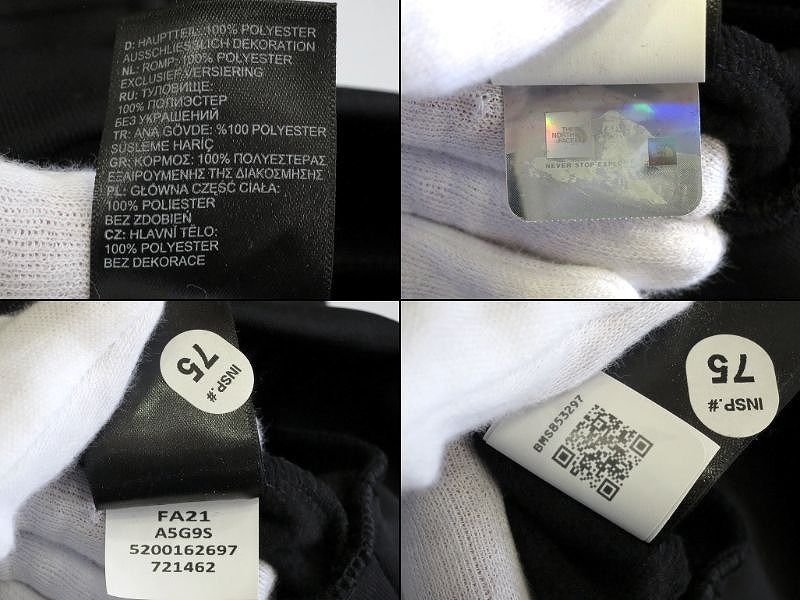 D: HAUPTTEIL: 100% POLYESTER
AUSSCHLIESSLICH DEKORATION
NL: ROMP: 100% POLYESTER
EXCLUSIEF VERSIERING
RU: ТУЛОВИЩЕ:
100% ПОЛИЭСТЕР
БЕЗ УКРАШЕНИЙ
TR: ANA GÖVDE: %100 POLYESTER
SÜSLEME HARİÇ
GR: ΚΟΡΜΟΣ: 100% ΠΟΛΥΕΣΤΕΡΑΣ
ΕΞΑΙΡΟΥΜΕΝΗΣ ΤΗΣ ΔΙΑΚΟΣΜΗΣΗΣ
PL: GŁÓWNA CZĘŚĆ CIAŁA:
100% POLIESTER
BEZ ZDOBIEŃ
CZ: HLAVNÍ TĚLO:
100% POLYESTER
BEZ DEKORACE
THE
NORTH
FACE
NEVER STOP EXPLO
INSP.#
75
FA21
A5G9S
5200162697
721462
INSP.#
75
BMS853297